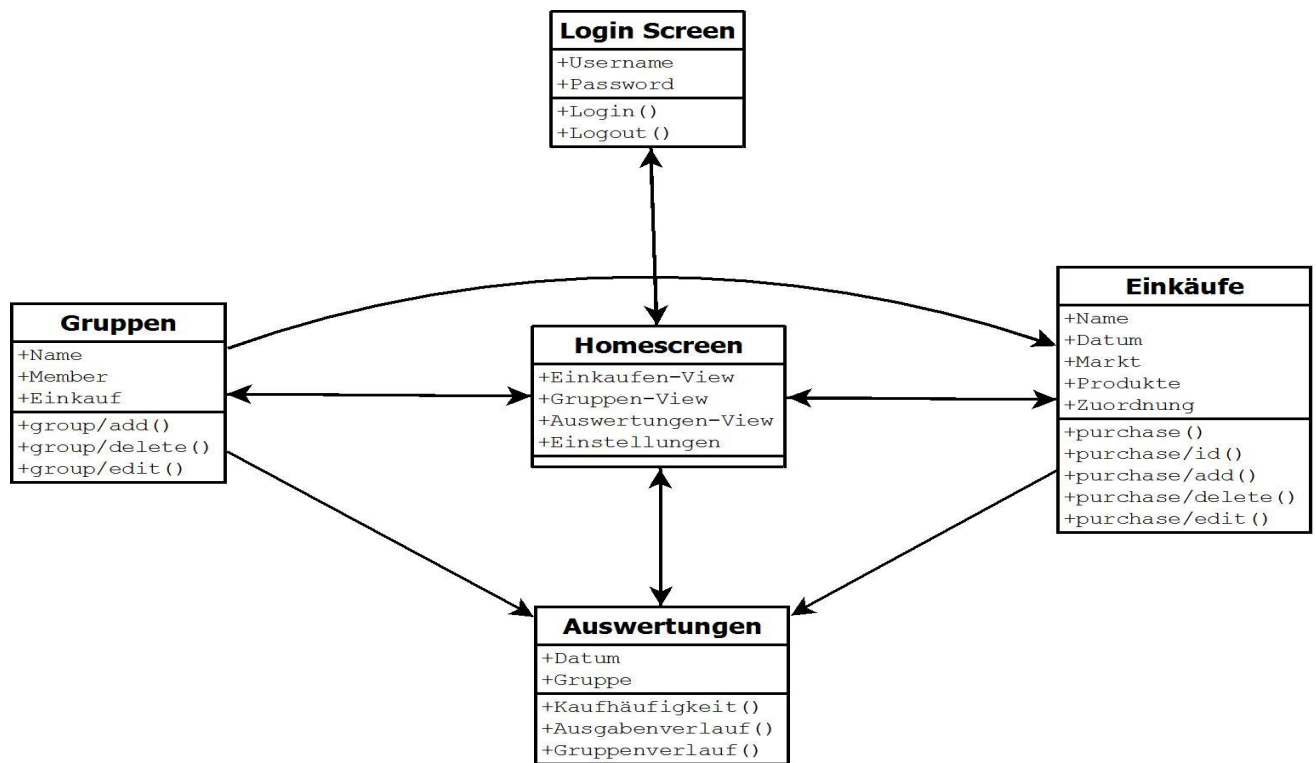 Login Screen
+Username
+Password
+Login()
+Logout()
Gruppen
+Name
+Member
+Einkauf
+group/add()
+group/delete()
+group/edit()
Homescreen
+Einkaufen-View
+Gruppen-View
+Auswertungen-View
+Einstellungen
Einkäufe
+Name
+Datum
+Markt
+Produkte
+Zuordnung
+purchase()
+purchase/id()
+purchase/add()
+purchase/delete()
+purchase/edit()
Auswertungen
+Datum
+Gruppe
+Kaufhäufigkeit()
+Ausgabenverlauf()
+Gruppenverlauf()